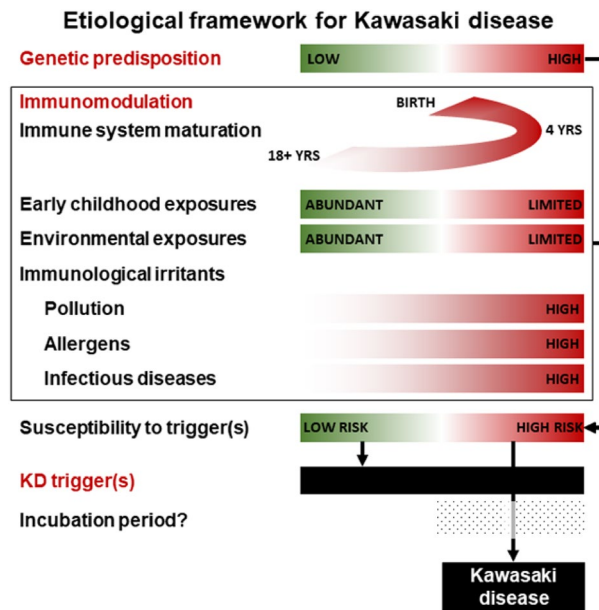 Etiological framework for Kawasaki disease
Genetic predisposition
LOW HIGH
Immunomodulation
BIRTH
Immune system maturation
4 YRS
18+ YRS
Early childhood exposures
ABUNDANT LIMITED
Environmental exposures
ABUNDANT LIMITED
Immunological irritants
Pollution
HIGH
Allergens
HIGH
Infectious diseases
HIGH
Susceptibility to trigger(s)
LOW RISK HIGH RISK
KD trigger(s)
Incubation period?
Kawasaki
disease